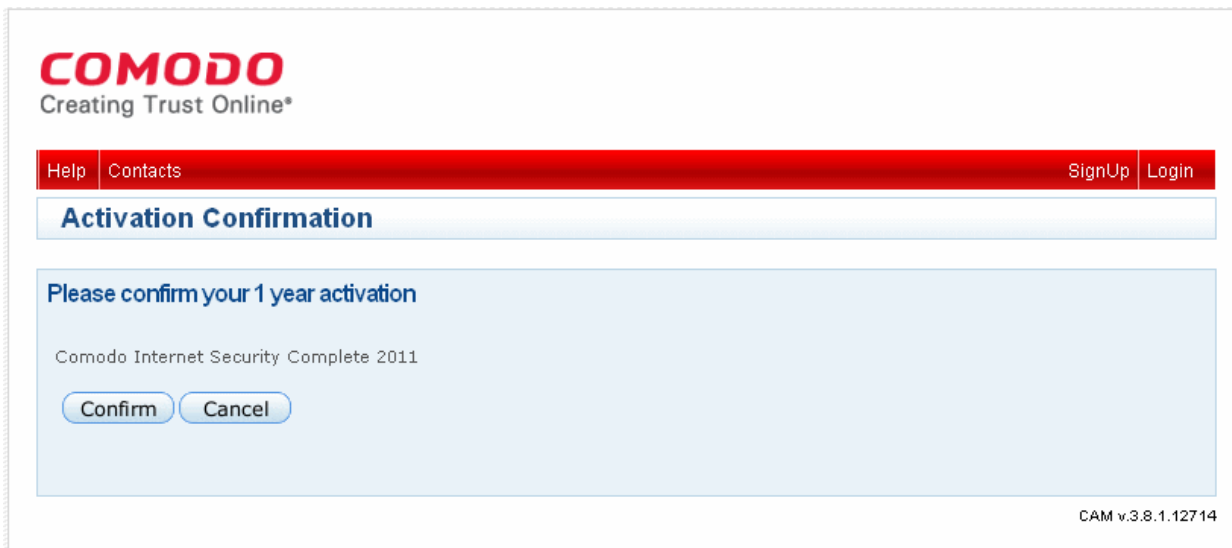 COMODO
Creating Trust Online®
Help Contacts SignUp Login
Activation Confirmation
Please confirm your 1 year activation
Comodo Internet Security Complete 2011
Confirm Cancel
CAM v.3.8.1.12714